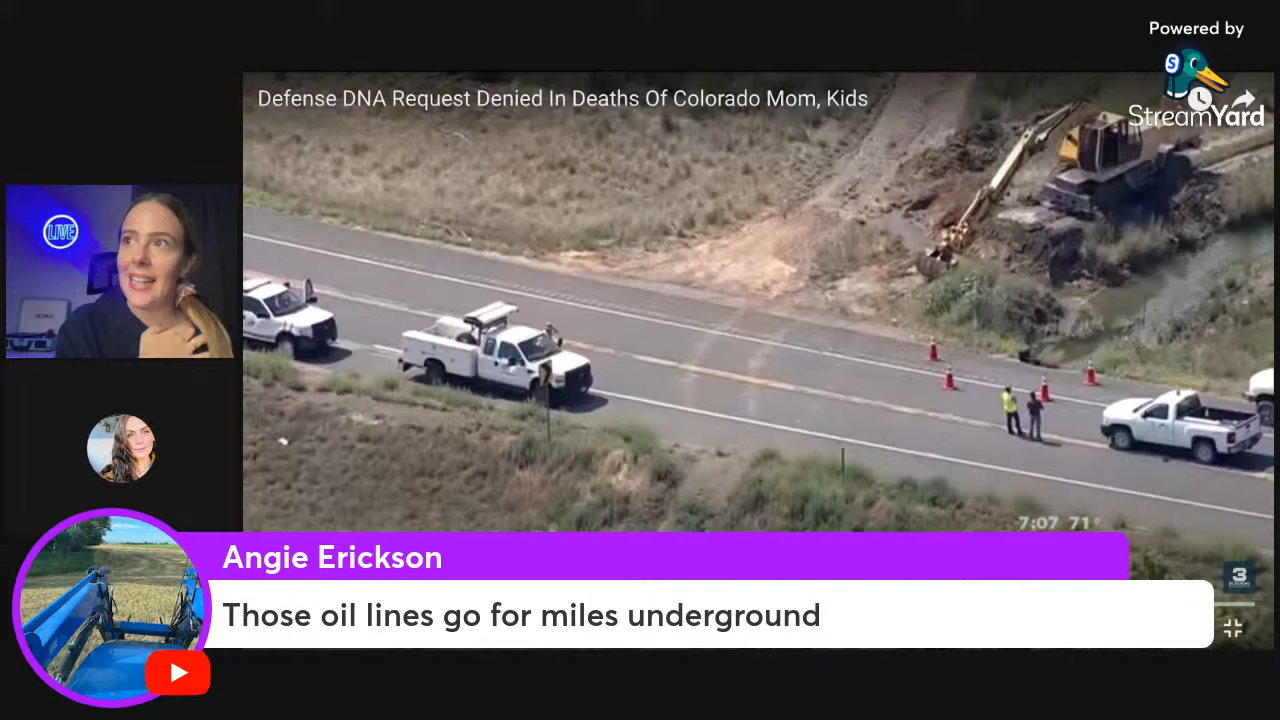 Powered by
S
StreamYard
Defense DNA Request Denied In Deaths Of Colorado Mom, Kids
LIVE
7:07 71°
3
Angie Erickson
Those oil lines go for miles underground